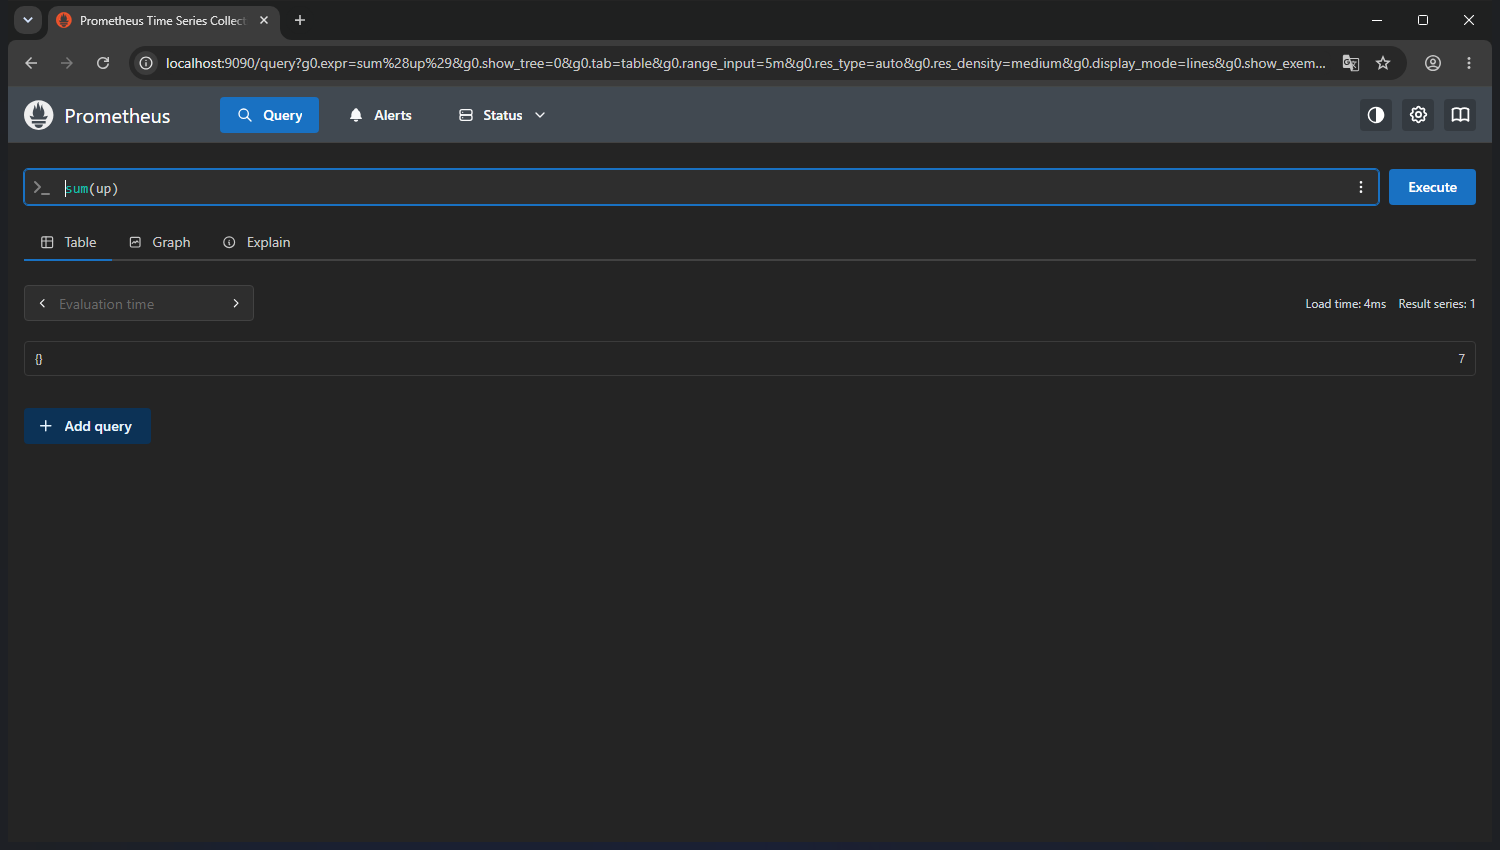 Prometheus Time Series Collect
localhost:9090/query?g0.expr=sum%28up%29&g0.show_tree=0&g0.tab=table&g0.range_input=5m&g0.res_type=auto&g0.res_density=medium&g0.display_mode=lines&g0.show_exem...
Prometheus Query Alerts Status
>_ sum(up) Execute
Table Graph Explain
Evaluation time Load time: 4ms Result series: 1
{} 7
+ Add query